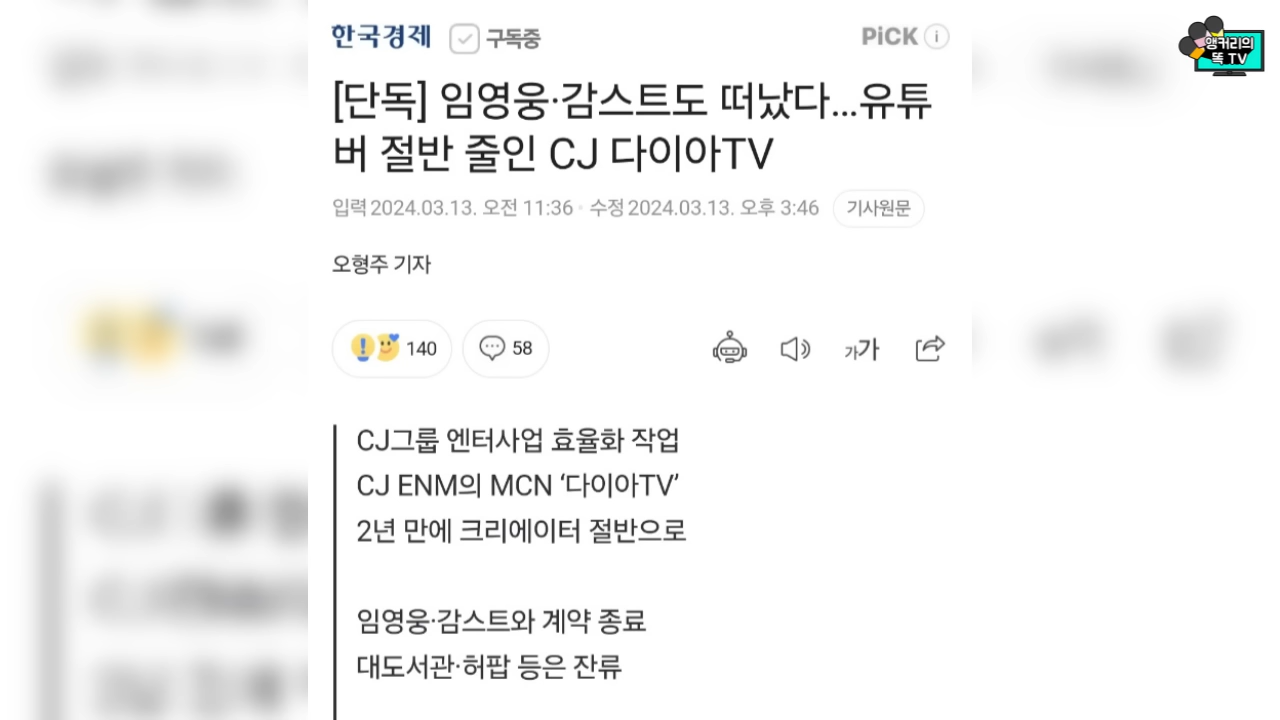 한국경제 구독중 PiCK i
앵커리의
똑 TV
[단독] 임영웅·감스트도 떠났다…유튜
버 절반 줄인 CJ 다이아TV
입력 2024.03.13. 오전 11:36 · 수정 2024.03.13. 오후 3:46 기사원문
오형주 기자
140 58 가가
CJ그룹 엔터사업 효율화 작업
CJ ENM의 MCN ‘다이아TV’
2년 만에 크리에이터 절반으로
임영웅·감스트와 계약 종료
대도서관·허팝 등은 잔류